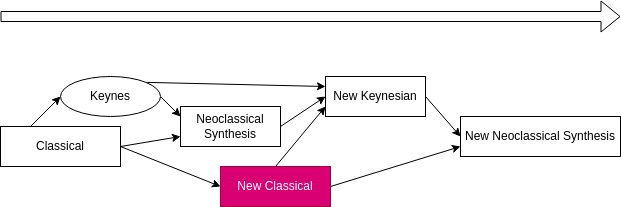 Keynes
New Keynesian
Neoclassical
Synthesis
Classical
New Neoclassical Synthesis
New Classical